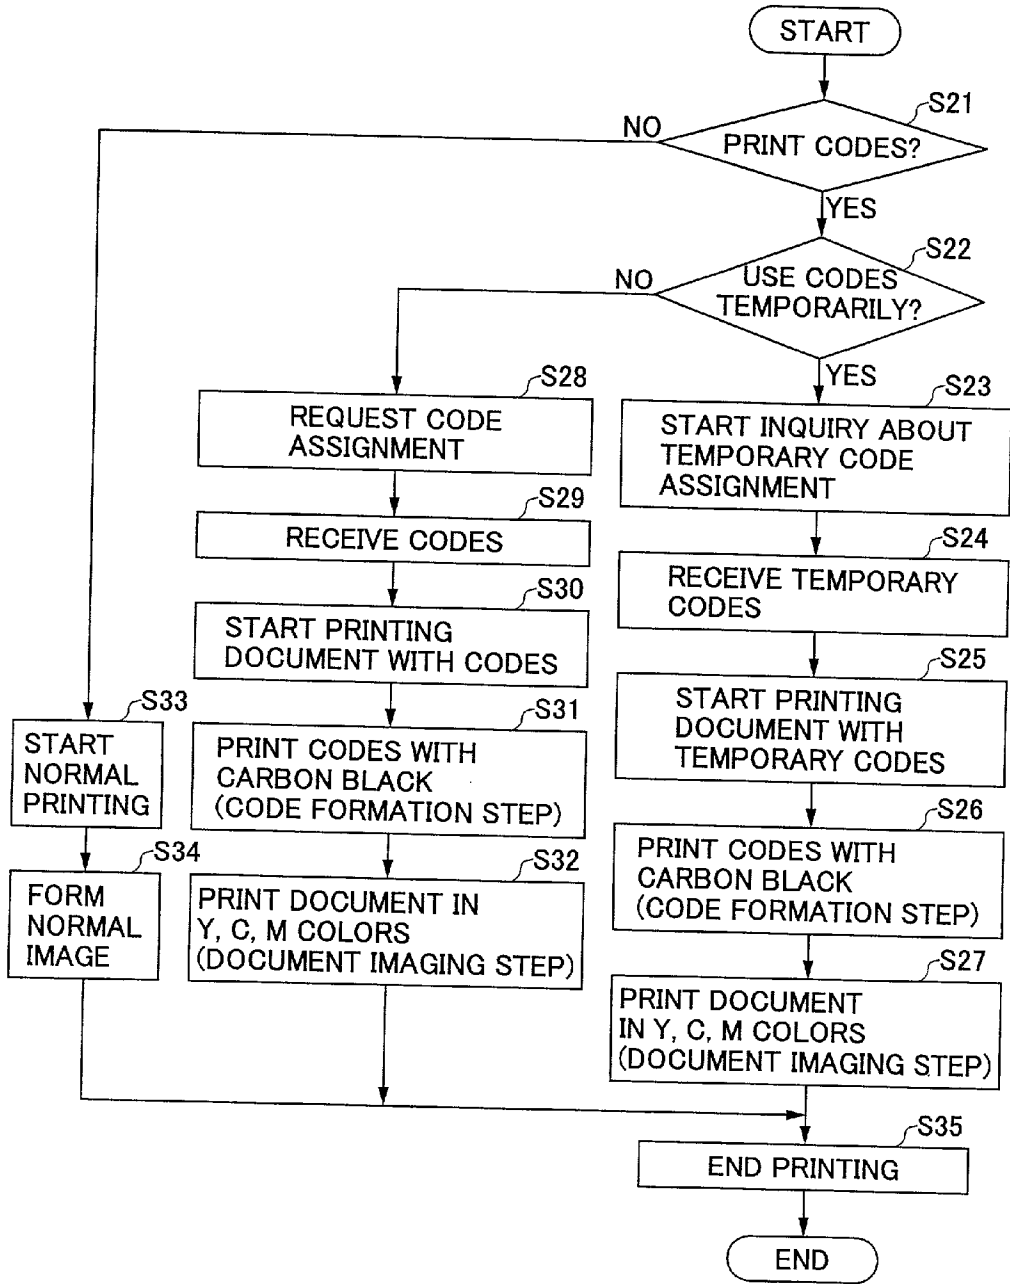 START
S21
NO
PRINT CODES?
YES
S22
NO
USE CODES
TEMPORARILY?
YES
S28
REQUEST CODE
ASSIGNMENT
S23
START INQUIRY ABOUT
TEMPORARY CODE
ASSIGNMENT
S29
RECEIVE CODES
S24
RECEIVE TEMPORARY
CODES
S30
START PRINTING
DOCUMENT WITH CODES
S25
START PRINTING
DOCUMENT WITH
TEMPORARY CODES
S33
START
NORMAL
PRINTING
S31
PRINT CODES WITH
CARBON BLACK
(CODE FORMATION STEP)
S26
PRINT CODES WITH
CARBON BLACK
(CODE FORMATION STEP)
S34
FORM
NORMAL
IMAGE
S32
PRINT DOCUMENT IN
Y, C, M COLORS
(DOCUMENT IMAGING STEP)
S27
PRINT DOCUMENT
IN Y, C, M COLORS
(DOCUMENT IMAGING STEP)
S35
END PRINTING
END